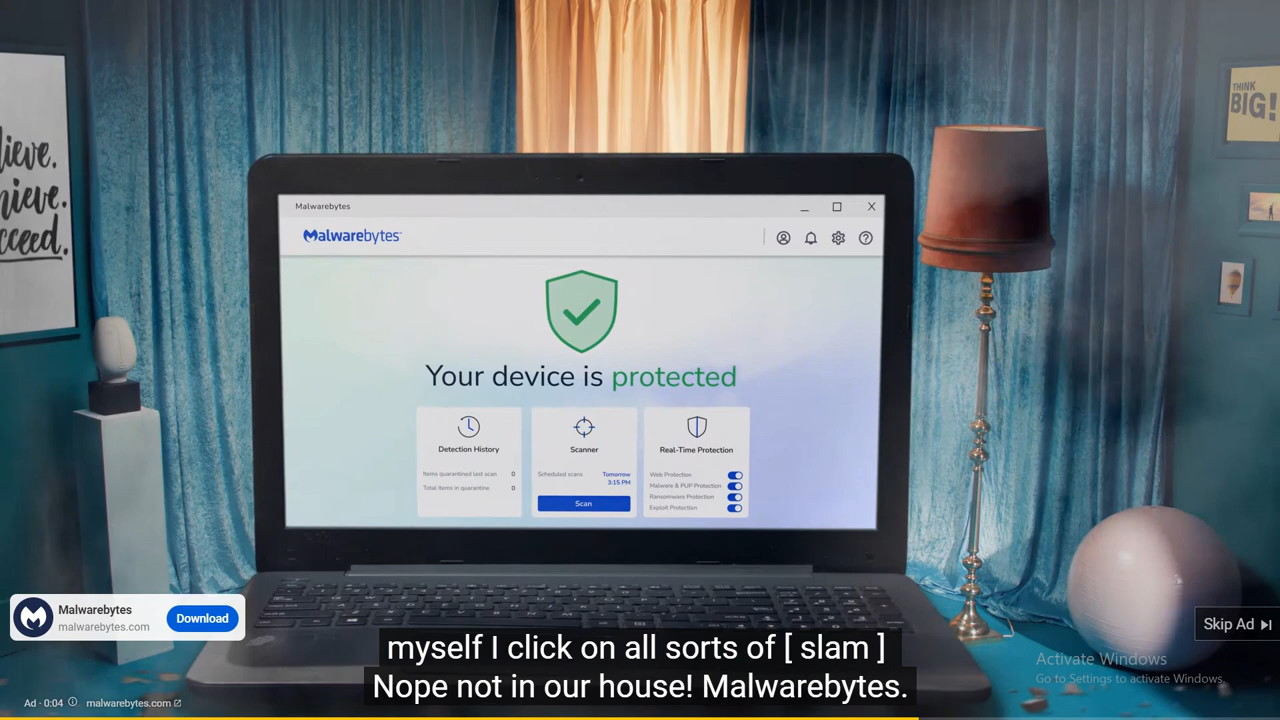 THINK
BIG!
lieve.
hieve.
cceed.
Malwarebytes
Malwarebytes
Your device is protected
Detection History
Items quarantined last scan 0
Total items in quarantine 0
Scanner
Scheduled scans Tomorrow
3:15 PM
Scan
Real-Time Protection
Web Protection
Malware & PUP Protection
Ransomware Protection
Exploit Protection
Malwarebytes
malwarebytes.com
Download
Skip Ad
myself I click on all sorts of [ slam ]
Nope not in our house! Malwarebytes.
Activate Windows
Go to Settings to activate Windows.
Ad · 0:04
malwarebytes.com